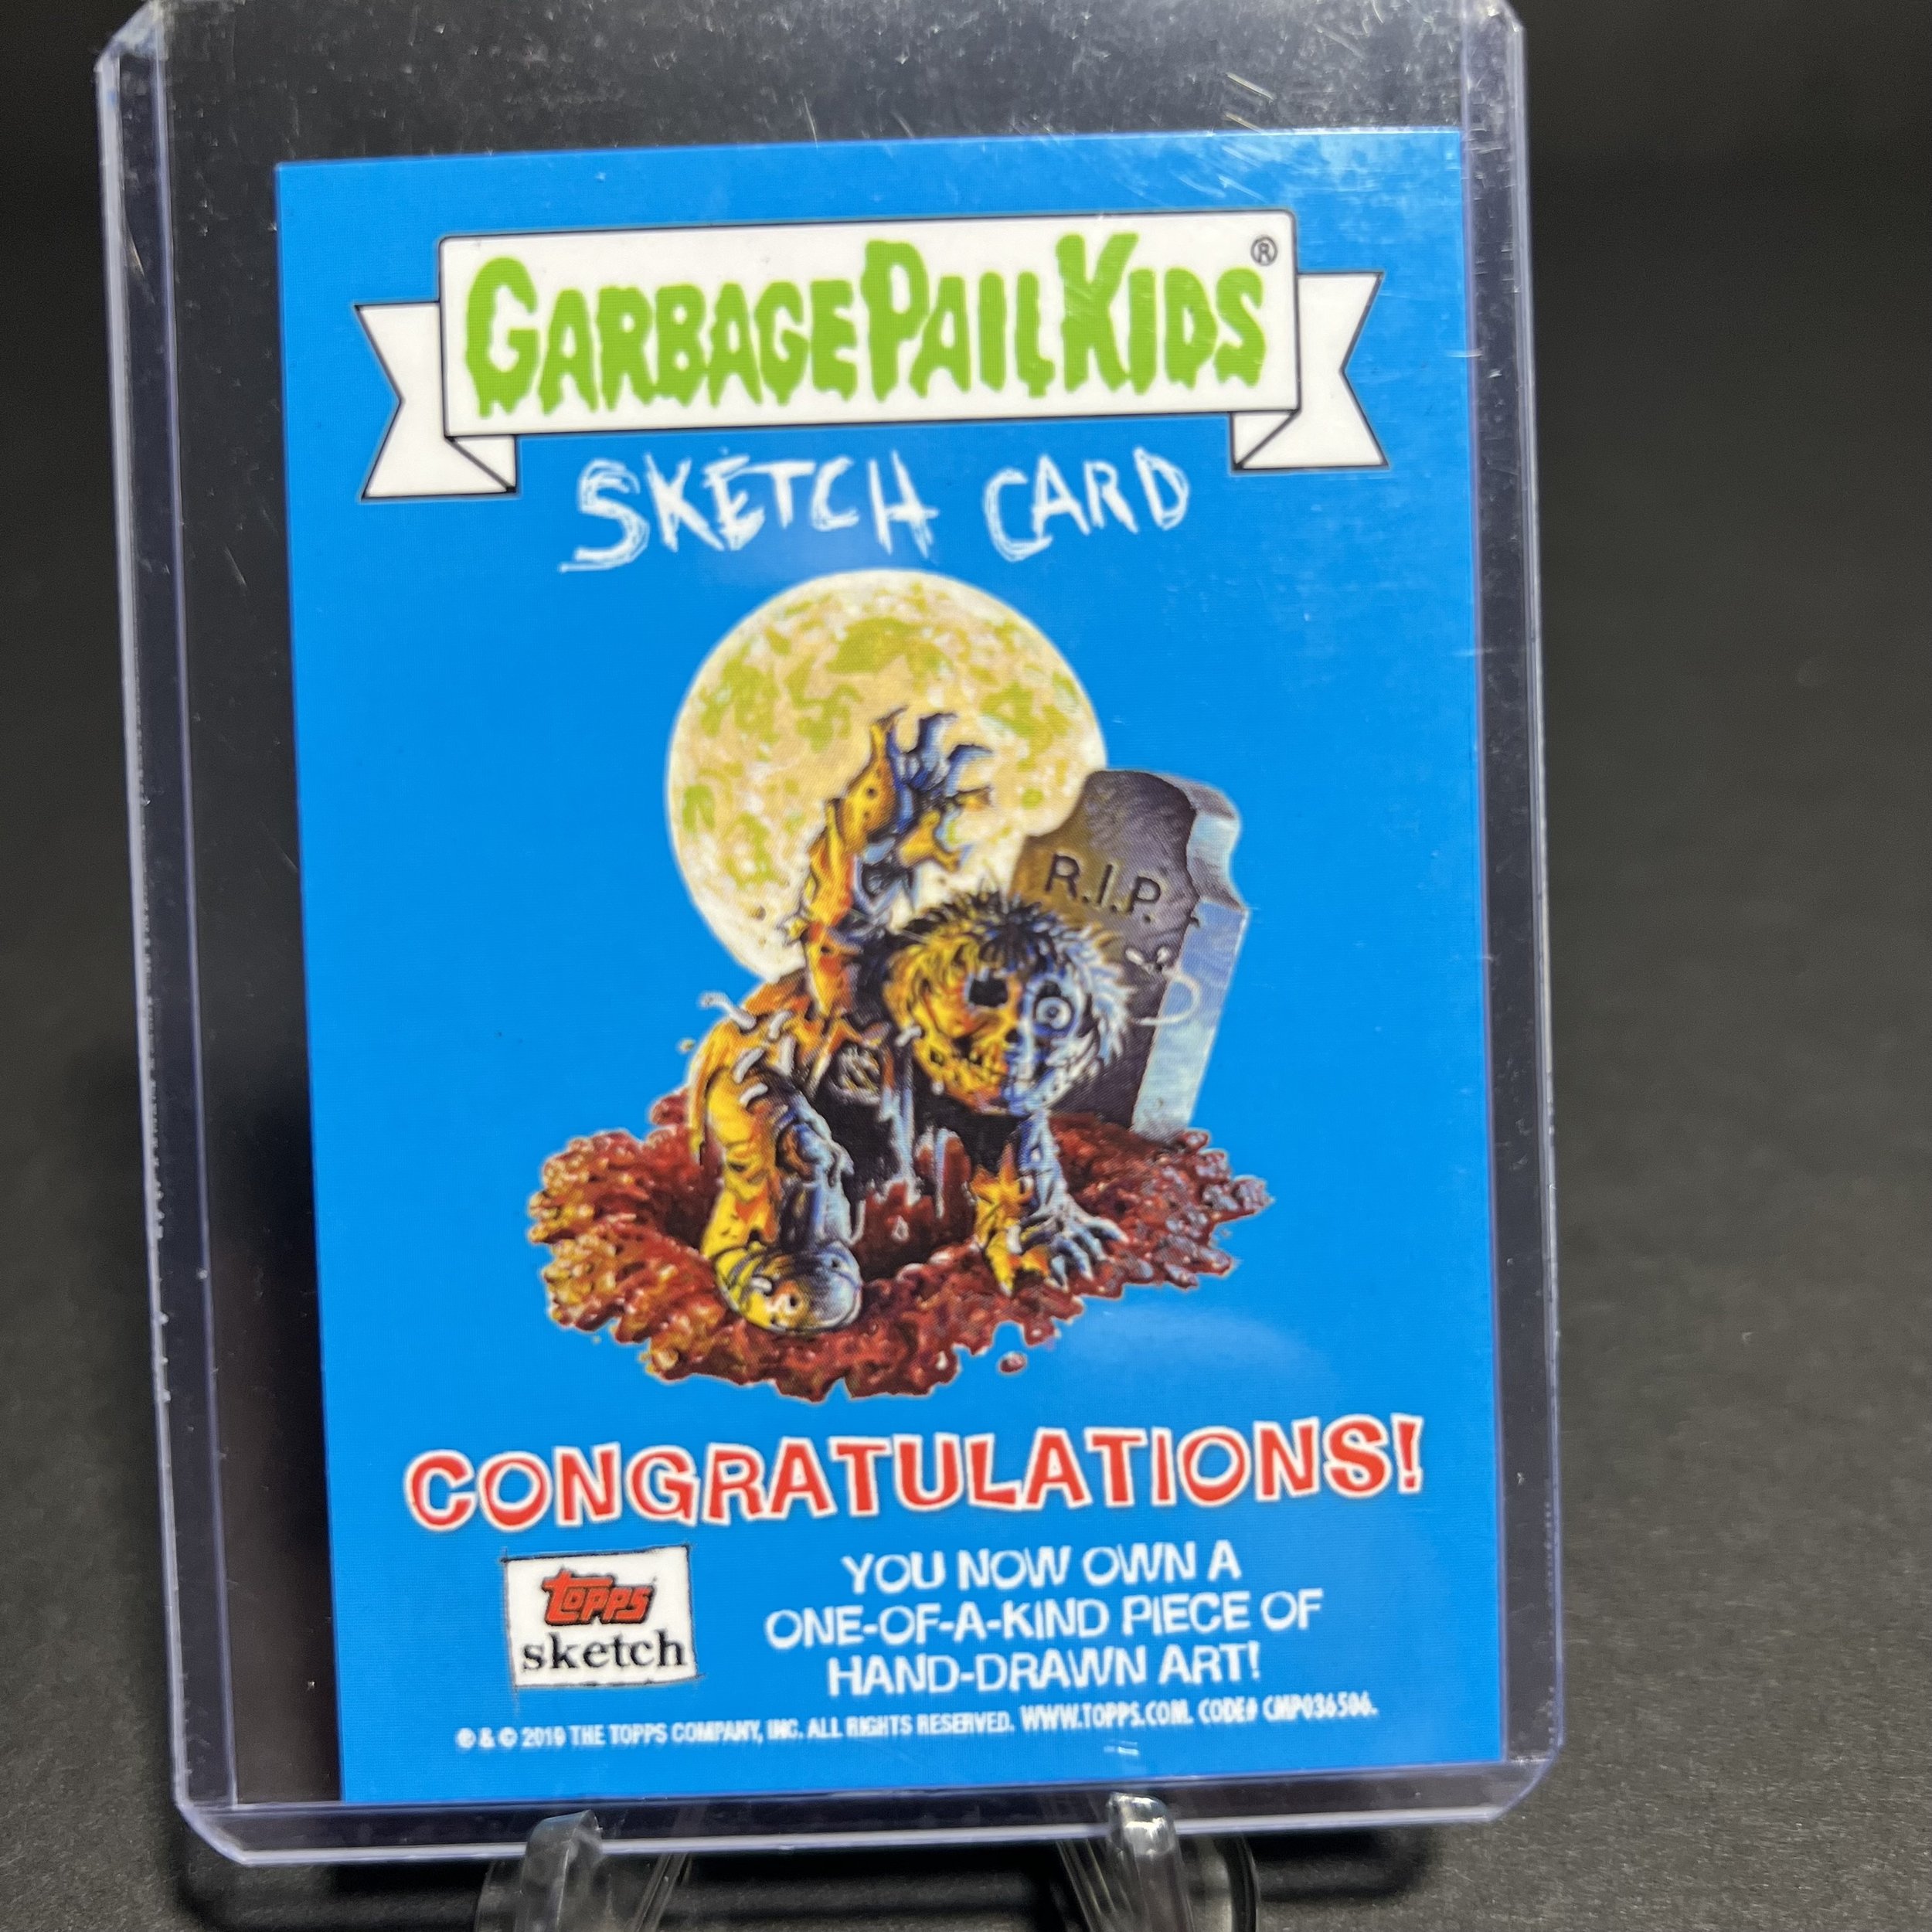 GARBAGE PAIL KIDS®
SKETCH CARD
R.I.P.
CONGRATULATIONS!
topps
sketch
YOU NOW OWN A
ONE-OF-A-KIND PIECE OF
HAND-DRAWN ART!
® & © 2019 THE TOPPS COMPANY, INC. ALL RIGHTS RESERVED. WWW.TOPPS.COM. CODE# CMP036506.